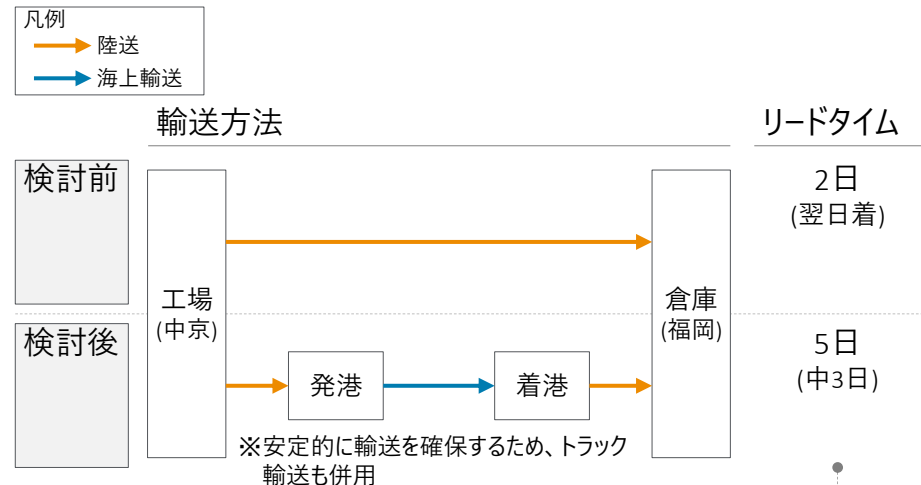 凡例
陸送
海上輸送
輸送方法
リードタイム
検討前
2日
(翌日着)
工場
(中京)
倉庫
(福岡)
検討後
発港
着港
5日
(中3日)
※安定的に輸送を確保するため、トラック
輸送も併用